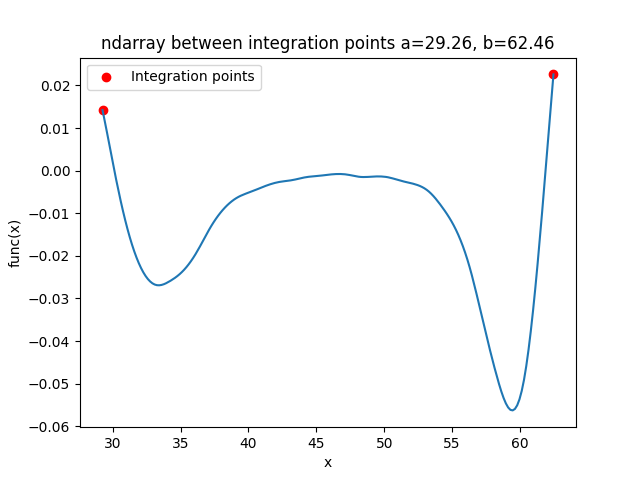 ndarray between integration points a=29.26, b=62.46
Integration points
0.02
0.01
0.00
−0.01
−0.02
−0.03
−0.04
−0.05
−0.06
func(x)
30 35 40 45 50 55 60
x